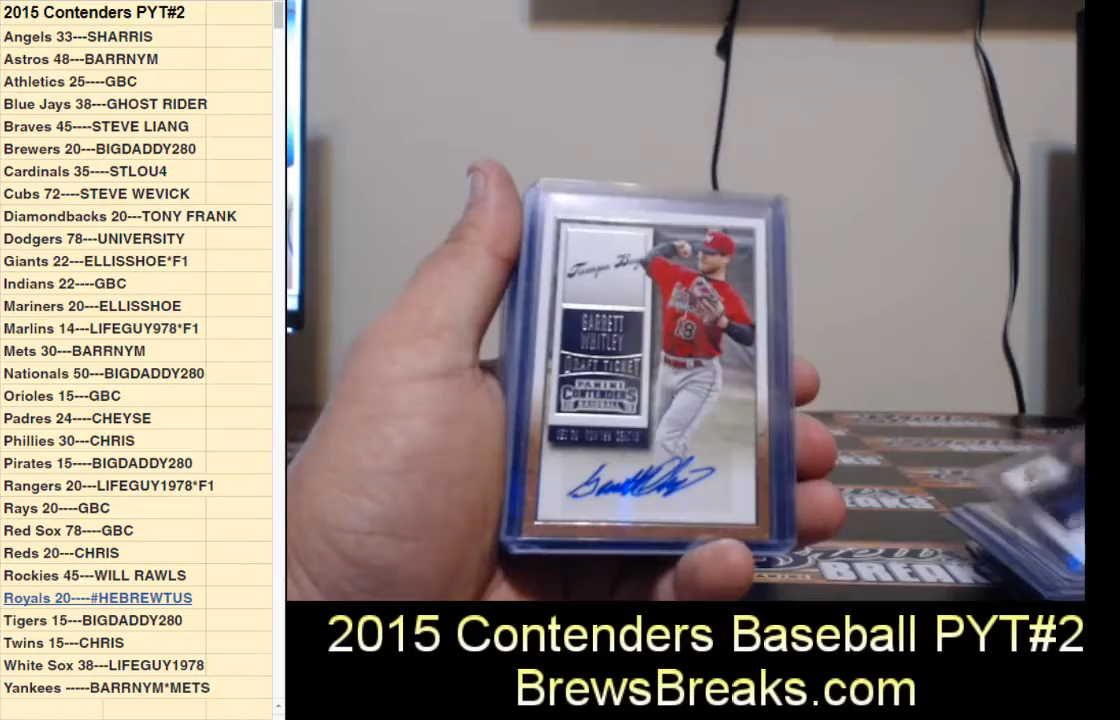 2015 Contenders PYT#2
Angels 33---SHARRIS
Astros 48---BARRNYM
Athletics 25----GBC
Blue Jays 38---GHOST RIDER
Braves 45---STEVE LIANG
Brewers 20---BIGDADDY280
Cardinals 35----STLOU4
Cubs 72----STEVE WEVICK
Diamondbacks 20---TONY FRANK
Dodgers 78---UNIVERSITY
Giants 22---ELLISSHOE*F1
Indians 22----GBC
Mariners 20---ELLISSHOE
Marlins 14---LIFEGUY978*F1
Mets 30---BARRNYM
Nationals 50---BIGDADDY280
Orioles 15---GBC
Padres 24----CHEYSE
Phillies 30---CHRIS
Pirates 15---BIGDADDY280
Rangers 20---LIFEGUY1978*F1
Rays 20----GBC
Red Sox 78----GBC
Reds 20---CHRIS
Rockies 45---WILL RAWLS
Royals 20----#HEBREWTUS
Tigers 15---BIGDADDY280
Twins 15---CHRIS
White Sox 38---LIFEGUY1978
Yankees -----BARRNYM*METS
Tampa Bay
GARRETT
WHITLEY
DRAFT TICKET
PANINI
CONTENDERS
BASEBALL
18
BREAKS
2015 Contenders Baseball PYT#2
BrewsBreaks.com